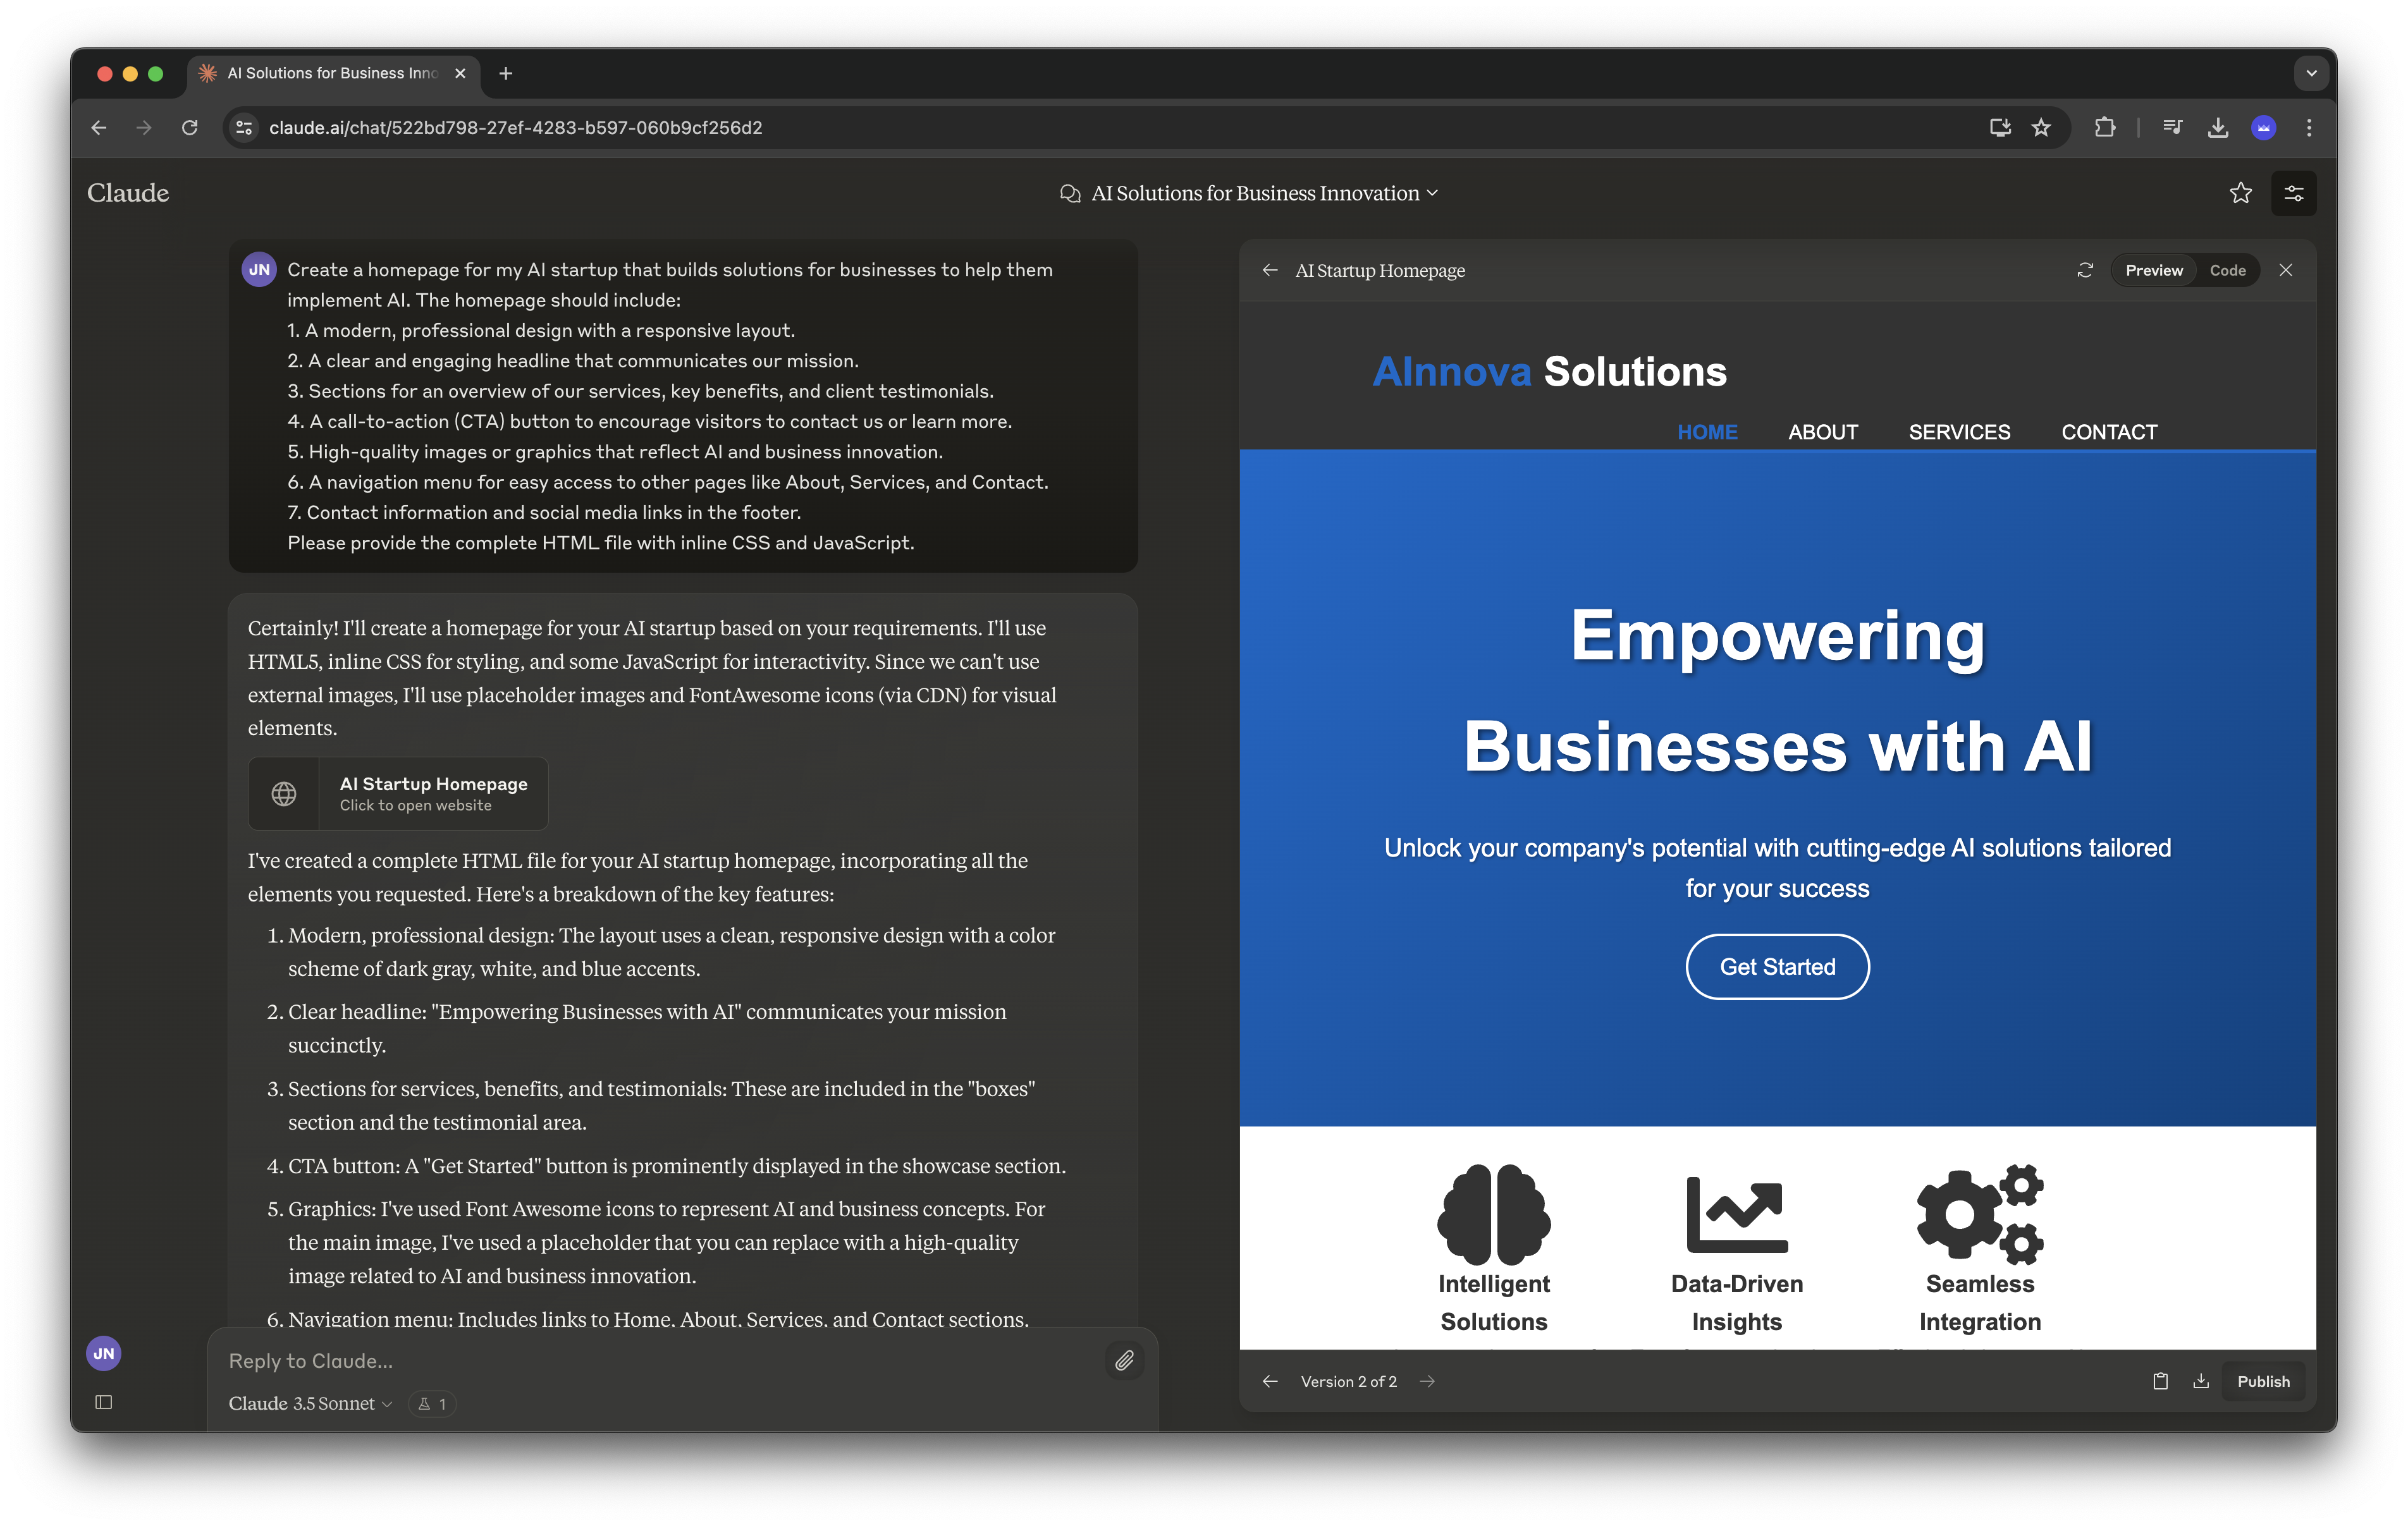 AI Solutions for Business Inno
claude.ai/chat/522bd798-27ef-4283-b597-060b9cf256d2
Claude
AI Solutions for Business Innovation
JN
Create a homepage for my AI startup that builds solutions for businesses to help them
implement AI. The homepage should include:
1. A modern, professional design with a responsive layout.
2. A clear and engaging headline that communicates our mission.
3. Sections for an overview of our services, key benefits, and client testimonials.
4. A call-to-action (CTA) button to encourage visitors to contact us or learn more.
5. High-quality images or graphics that reflect AI and business innovation.
6. A navigation menu for easy access to other pages like About, Services, and Contact.
7. Contact information and social media links in the footer.
Please provide the complete HTML file with inline CSS and JavaScript.
Certainly! I'll create a homepage for your AI startup based on your requirements. I'll use
HTML5, inline CSS for styling, and some JavaScript for interactivity. Since we can't use
external images, I'll use placeholder images and FontAwesome icons (via CDN) for visual
elements.
AI Startup Homepage
Click to open website
I've created a complete HTML file for your AI startup homepage, incorporating all the
elements you requested. Here's a breakdown of the key features:
1. Modern, professional design: The layout uses a clean, responsive design with a color
scheme of dark gray, white, and blue accents.
2. Clear headline: "Empowering Businesses with AI" communicates your mission
succinctly.
3. Sections for services, benefits, and testimonials: These are included in the "boxes"
section and the testimonial area.
4. CTA button: A "Get Started" button is prominently displayed in the showcase section.
5. Graphics: I've used Font Awesome icons to represent AI and business concepts. For
the main image, I've used a placeholder that you can replace with a high-quality
image related to AI and business innovation.
6. Navigation menu: Includes links to Home, About, Services, and Contact sections.
JN
Reply to Claude...
Claude 3.5 Sonnet
1
AI Startup Homepage
Preview
Code
AInnova Solutions
HOME
ABOUT
SERVICES
CONTACT
Empowering
Businesses with AI
Unlock your company's potential with cutting-edge AI solutions tailored
for your success
Get Started
Intelligent
Solutions
Data-Driven
Insights
Seamless
Integration
Version 2 of 2
Publish